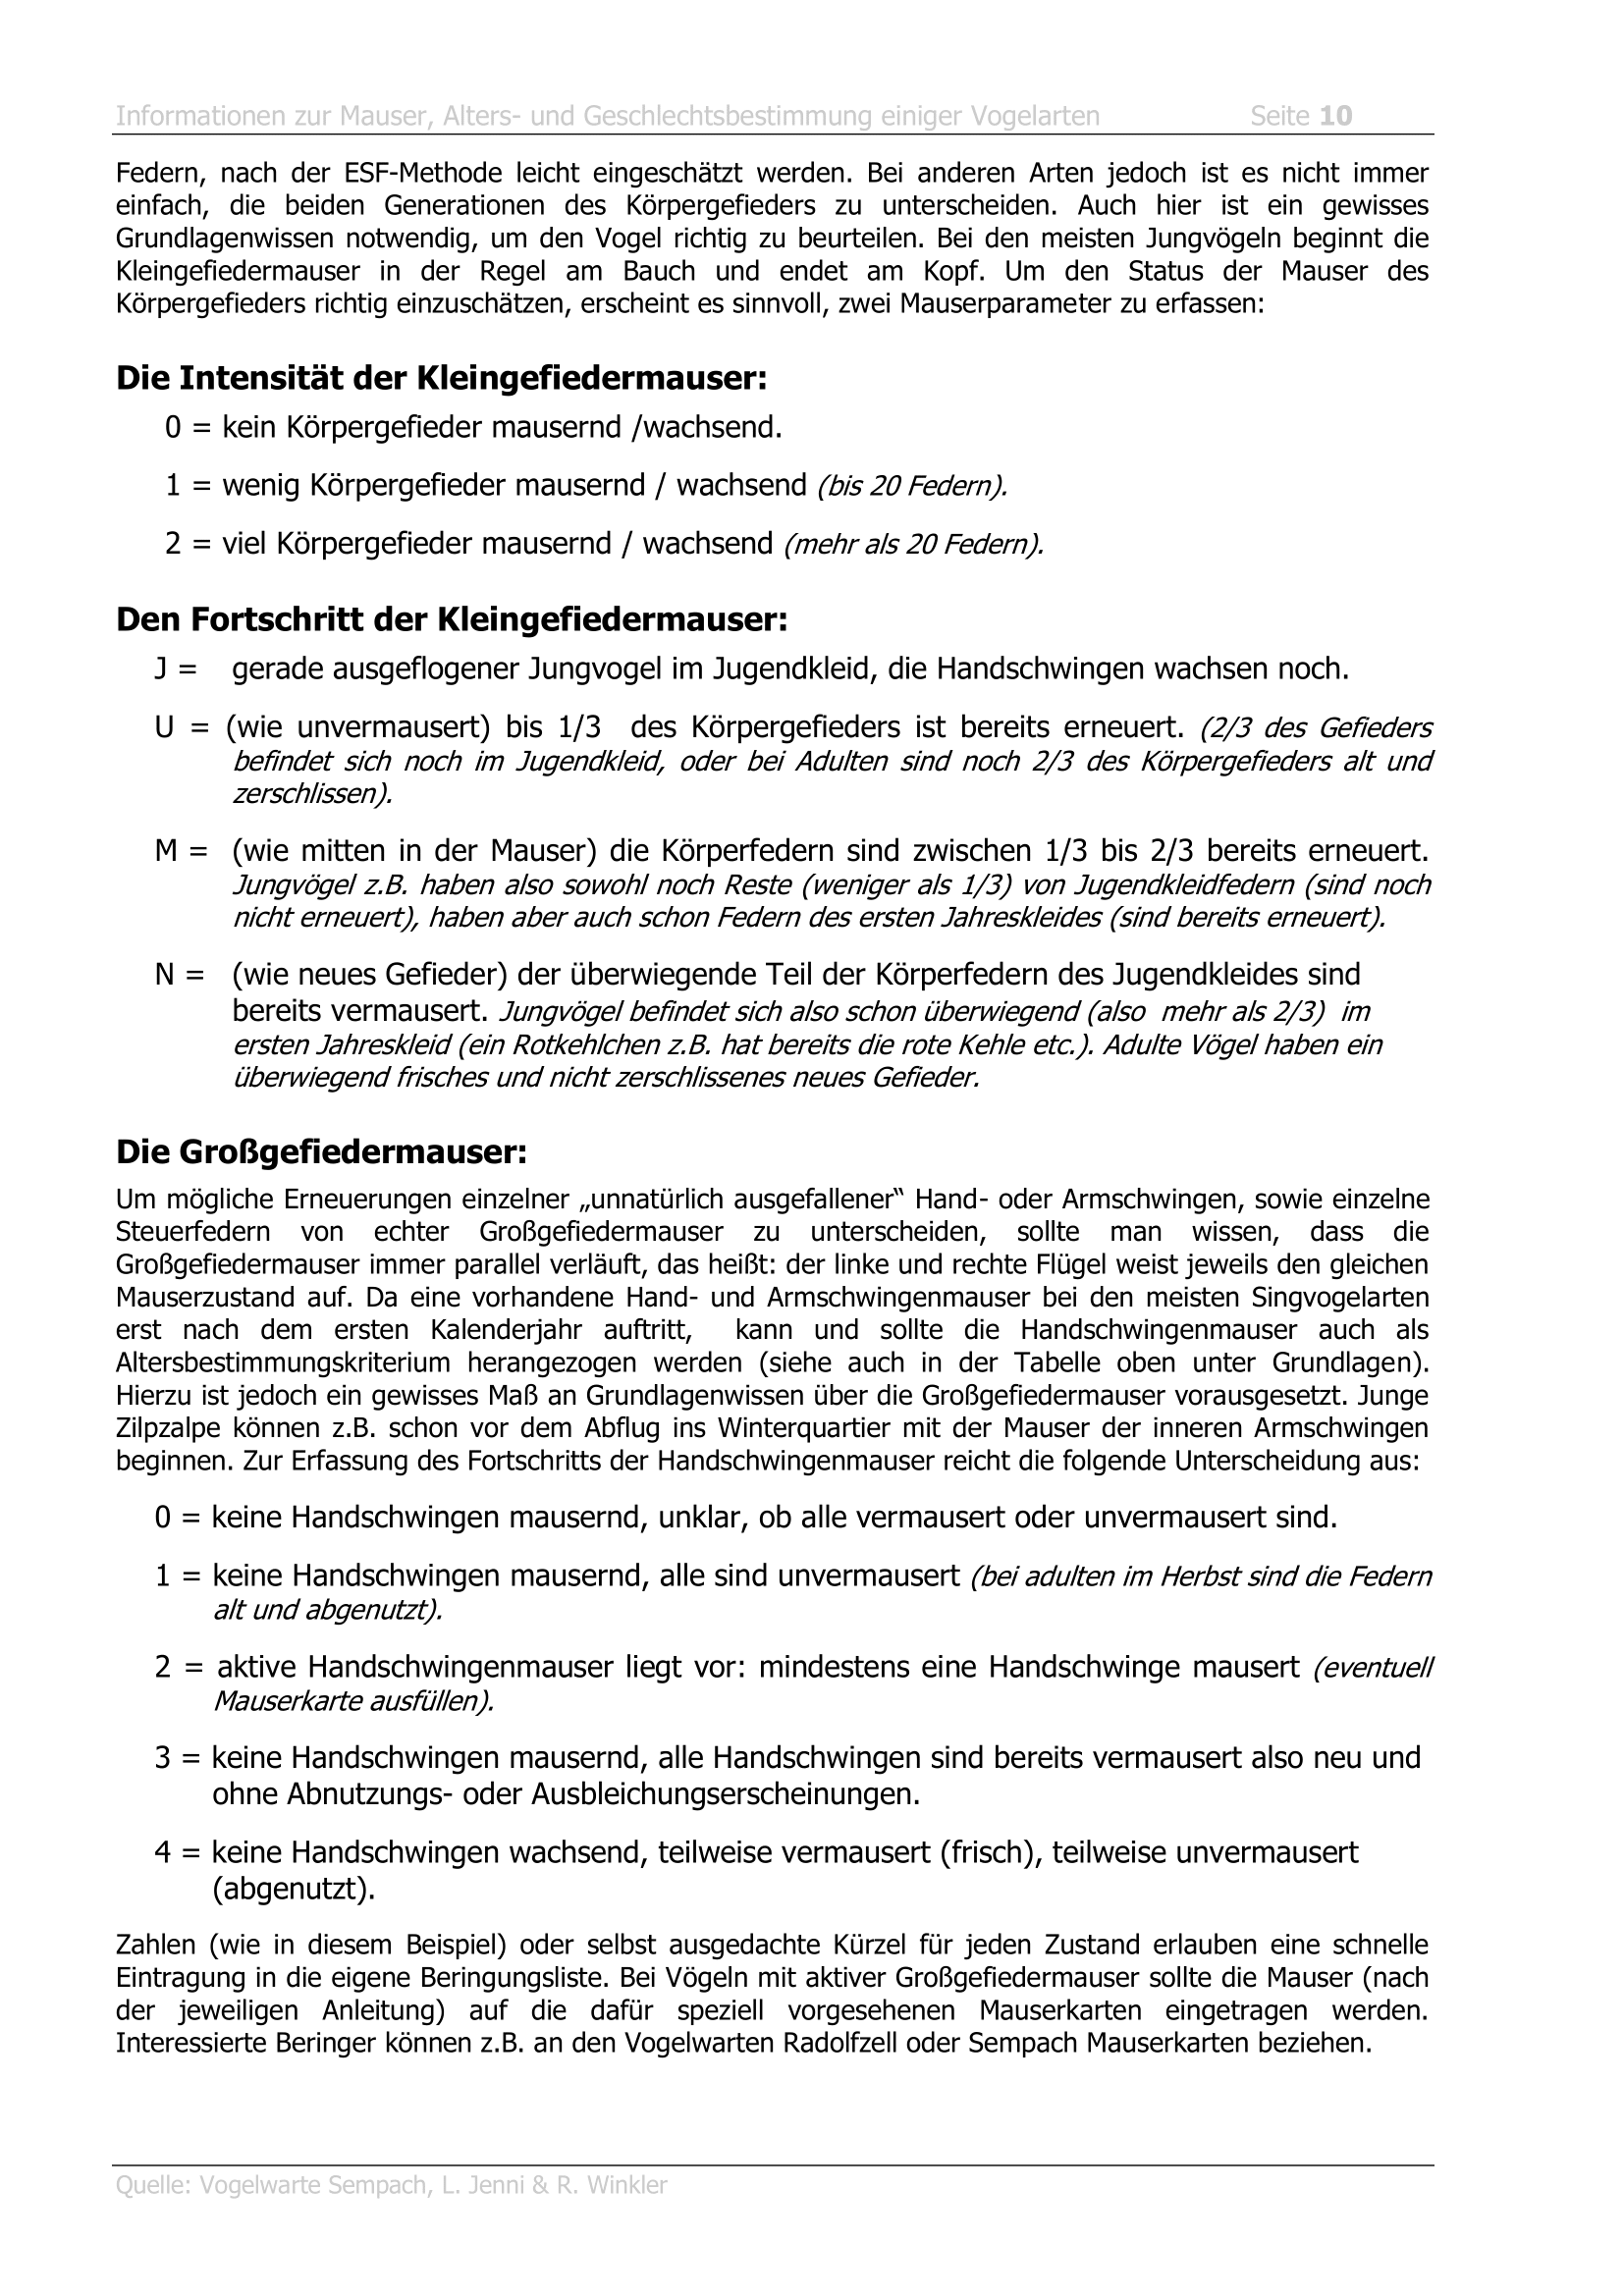 Informationen zur Mauser, Alters- und Geschlechtsbestimmung einiger Vogelarten Seite 10
Federn, nach der ESF-Methode leicht eingeschätzt werden. Bei anderen Arten jedoch ist es nicht immer
einfach, die beiden Generationen des Körpergefieders zu unterscheiden. Auch hier ist ein gewisses
Grundlagenwissen notwendig, um den Vogel richtig zu beurteilen. Bei den meisten Jungvögeln beginnt die
Kleingefiedermauser in der Regel am Bauch und endet am Kopf. Um den Status der Mauser des
Körpergefieders richtig einzuschätzen, erscheint es sinnvoll, zwei Mauserparameter zu erfassen:
Die Intensität der Kleingefiedermauser:
0 = kein Körpergefieder mausernd /wachsend.
1 = wenig Körpergefieder mausernd / wachsend (bis 20 Federn).
2 = viel Körpergefieder mausernd / wachsend (mehr als 20 Federn).
Den Fortschritt der Kleingefiedermauser:
J = gerade ausgeflogener Jungvogel im Jugendkleid, die Handschwingen wachsen noch.
U = (wie unvermausert) bis 1/3 des Körpergefieders ist bereits erneuert. (2/3 des Gefieders
befindet sich noch im Jugendkleid, oder bei Adulten sind noch 2/3 des Körpergefieders alt und
zerschlissen).
M = (wie mitten in der Mauser) die Körperfedern sind zwischen 1/3 bis 2/3 bereits erneuert.
Jungvögel z.B. haben also sowohl noch Reste (weniger als 1/3) von Jugendkleidfedern (sind noch
nicht erneuert), haben aber auch schon Federn des ersten Jahreskleides (sind bereits erneuert).
N = (wie neues Gefieder) der überwiegende Teil der Körperfedern des Jugendkleides sind
bereits vermausert. Jungvögel befindet sich also schon überwiegend (also mehr als 2/3) im
ersten Jahreskleid (ein Rotkehlchen z.B. hat bereits die rote Kehle etc.). Adulte Vögel haben ein
überwiegend frisches und nicht zerschlissenes neues Gefieder.
Die Großgefiedermauser:
Um mögliche Erneuerungen einzelner „unnatürlich ausgefallener“ Hand- oder Armschwingen, sowie einzelne
Steuerfedern von echter Großgefiedermauser zu unterscheiden, sollte man wissen, dass die
Großgefiedermauser immer parallel verläuft, das heißt: der linke und rechte Flügel weist jeweils den gleichen
Mauserzustand auf. Da eine vorhandene Hand- und Armschwingenmauser bei den meisten Singvogelarten
erst nach dem ersten Kalenderjahr auftritt, kann und sollte die Handschwingenmauser auch als
Altersbestimmungskriterium herangezogen werden (siehe auch in der Tabelle oben unter Grundlagen).
Hierzu ist jedoch ein gewisses Maß an Grundlagenwissen über die Großgefiedermauser vorausgesetzt. Junge
Zilpzalpe können z.B. schon vor dem Abflug ins Winterquartier mit der Mauser der inneren Armschwingen
beginnen. Zur Erfassung des Fortschritts der Handschwingenmauser reicht die folgende Unterscheidung aus:
0 = keine Handschwingen mausernd, unklar, ob alle vermausert oder unvermausert sind.
1 = keine Handschwingen mausernd, alle sind unvermausert (bei adulten im Herbst sind die Federn
alt und abgenutzt).
2 = aktive Handschwingenmauser liegt vor: mindestens eine Handschwinge mausert (eventuell
Mauserkarte ausfüllen).
3 = keine Handschwingen mausernd, alle Handschwingen sind bereits vermausert also neu und
ohne Abnutzungs- oder Ausbleichungserscheinungen.
4 = keine Handschwingen wachsend, teilweise vermausert (frisch), teilweise unvermausert
(abgenutzt).
Zahlen (wie in diesem Beispiel) oder selbst ausgedachte Kürzel für jeden Zustand erlauben eine schnelle
Eintragung in die eigene Beringungsliste. Bei Vögeln mit aktiver Großgefiedermauser sollte die Mauser (nach
der jeweiligen Anleitung) auf die dafür speziell vorgesehenen Mauserkarten eingetragen werden.
Interessierte Beringer können z.B. an den Vogelwarten Radolfzell oder Sempach Mauserkarten beziehen.
Quelle: Vogelwarte Sempach, L. Jenni & R. Winkler